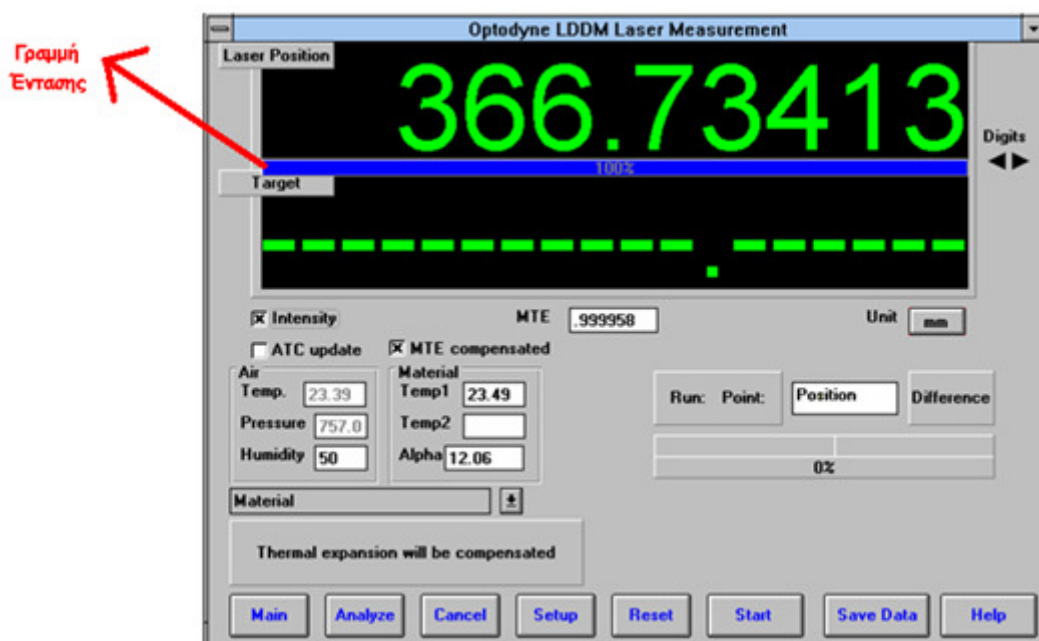 Optodyne LDDM Laser Measurement
Γραμμή
Έντασης
Laser Position
366.73413
Digits
100%
Target
Intensity
MTE .999958
Unit mm
ATC update
MTE compensated
Air
Material
Temp. 23.39
Temp1 23.49
Pressure 757.0
Temp2
Humidity 50
Alpha 12.06
Run: Point: Position Difference
0%
Material
Thermal expansion will be compensated
Main Analyze Cancel Setup Reset Start Save Data Help